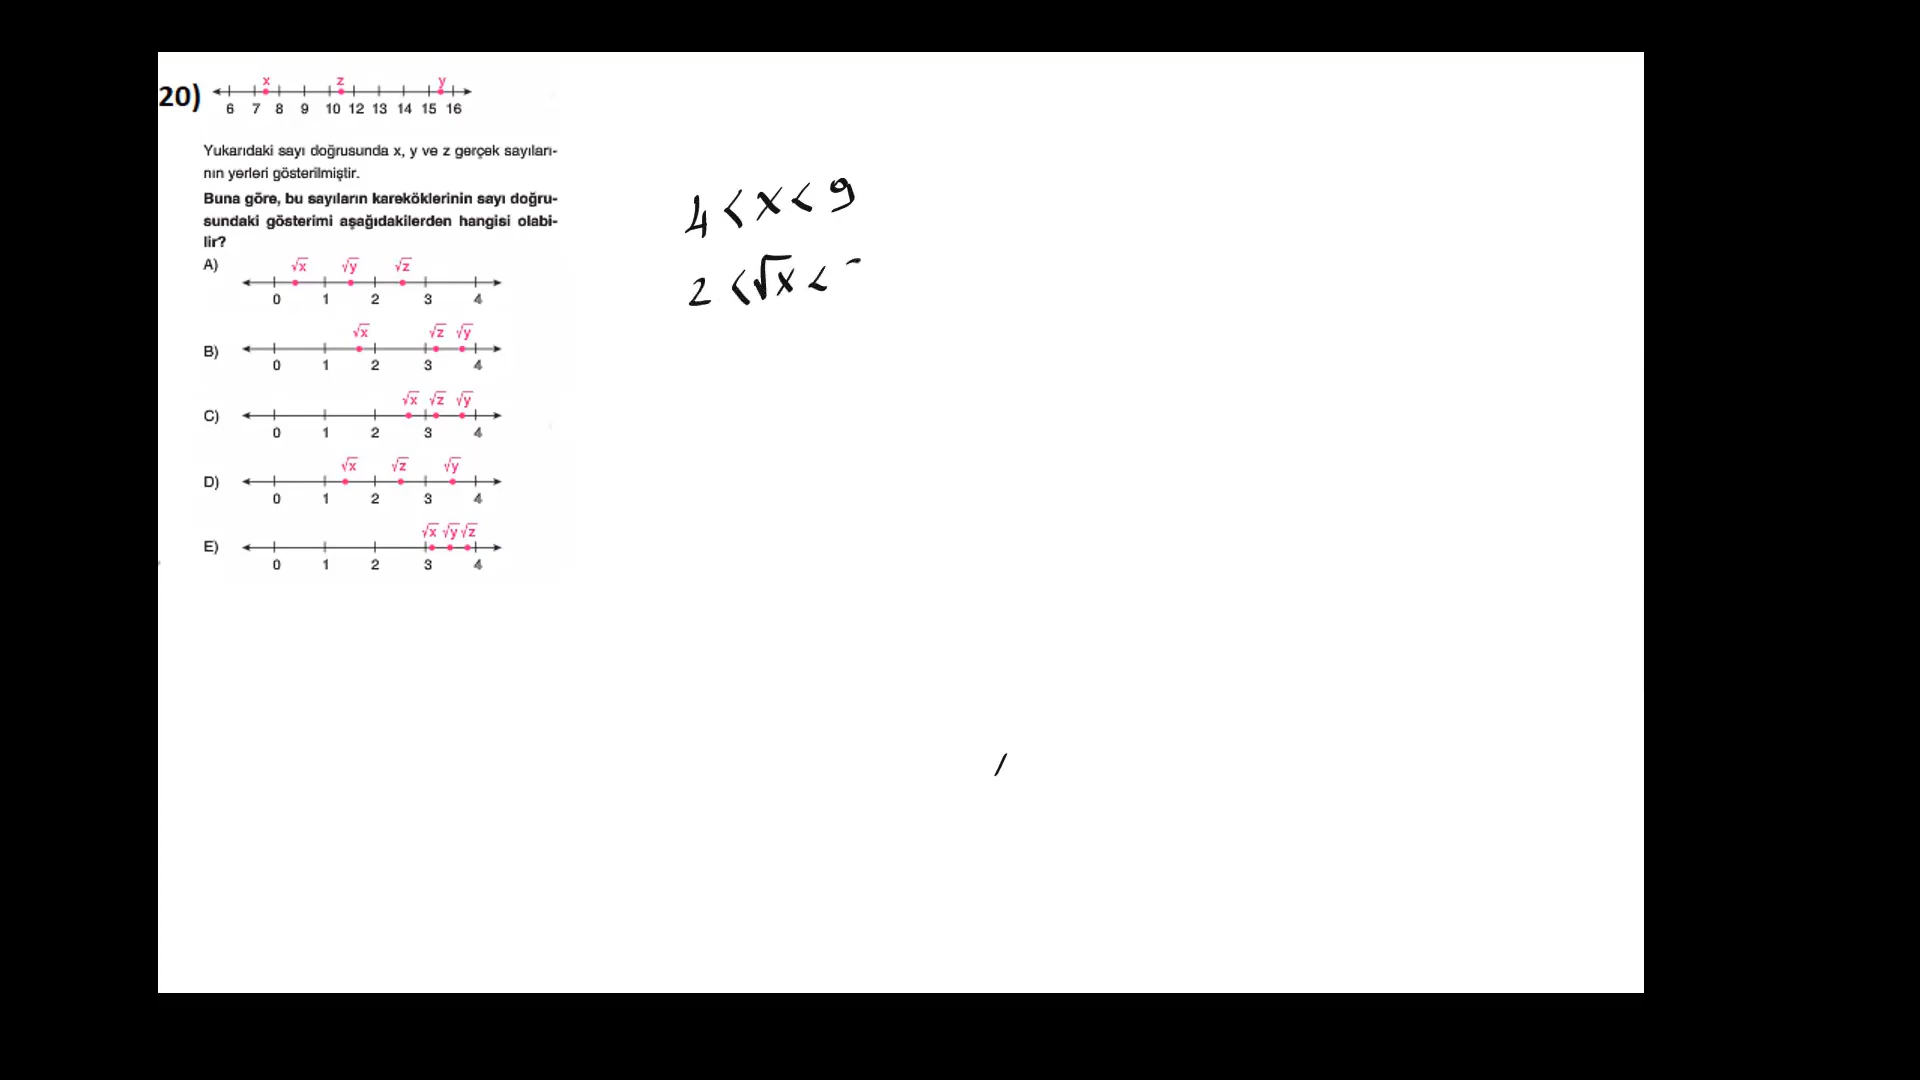 20)
x z y
6 7 8 9 10 12 13 14 15 16
Yukarıdaki sayı doğrusunda x, y ve z gerçek sayıları-
nın yerleri gösterilmiştir.
Buna göre, bu sayıların kareköklerinin sayı doğru-
sundaki gösterimi aşağıdakilerden hangisi olabi-
lir?
A)
√x √y √z
0 1 2 3 4
B)
√x √z √y
0 1 2 3 4
C)
√x √z √y
0 1 2 3 4
D)
√x √z √y
0 1 2 3 4
E)
√x √y √z
0 1 2 3 4
4 < x < 9
2 < √x <